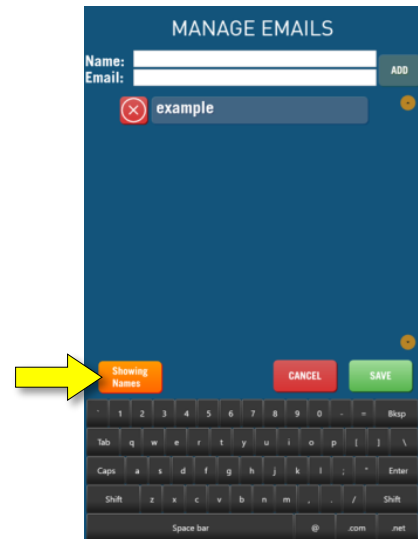 MANAGE EMAILS
Name:
Email:
ADD
example
Showing
Names
CANCEL
SAVE
` 1 2 3 4 5 6 7 8 9 0 - = Bksp
Tab q w e r t y u i o p [ ] \
Caps a s d f g h j k l ; ' Enter
Shift z x c v b n m , . / Shift
Space bar @ .com .net